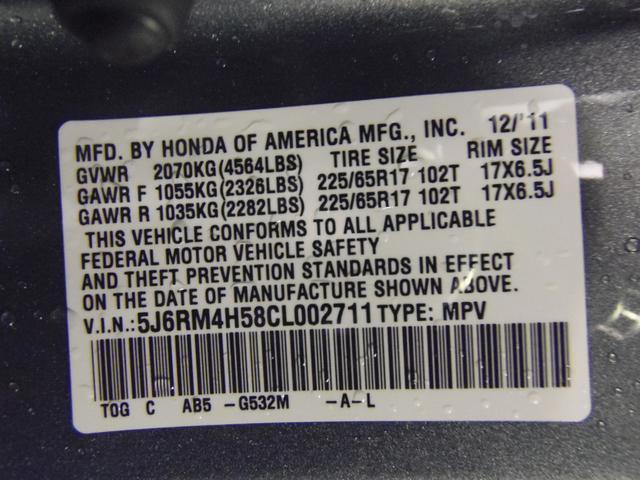 MFD. BY HONDA OF AMERICA MFG., INC. 12/'11
GVWR 2070KG(4564LBS) TIRE SIZE RIM SIZE
GAWR F 1055KG(2326LBS) 225/65R17 102T 17X6.5J
GAWR R 1035KG(2282LBS) 225/65R17 102T 17X6.5J
THIS VEHICLE CONFORMS TO ALL APPLICABLE
FEDERAL MOTOR VEHICLE SAFETY
AND THEFT PREVENTION STANDARDS IN EFFECT
ON THE DATE OF MANUFACTURE SHOWN ABOVE.
V.I.N.:5J6RM4H58CL002711 TYPE: MPV
TOG C AB5 -G532M -A-L